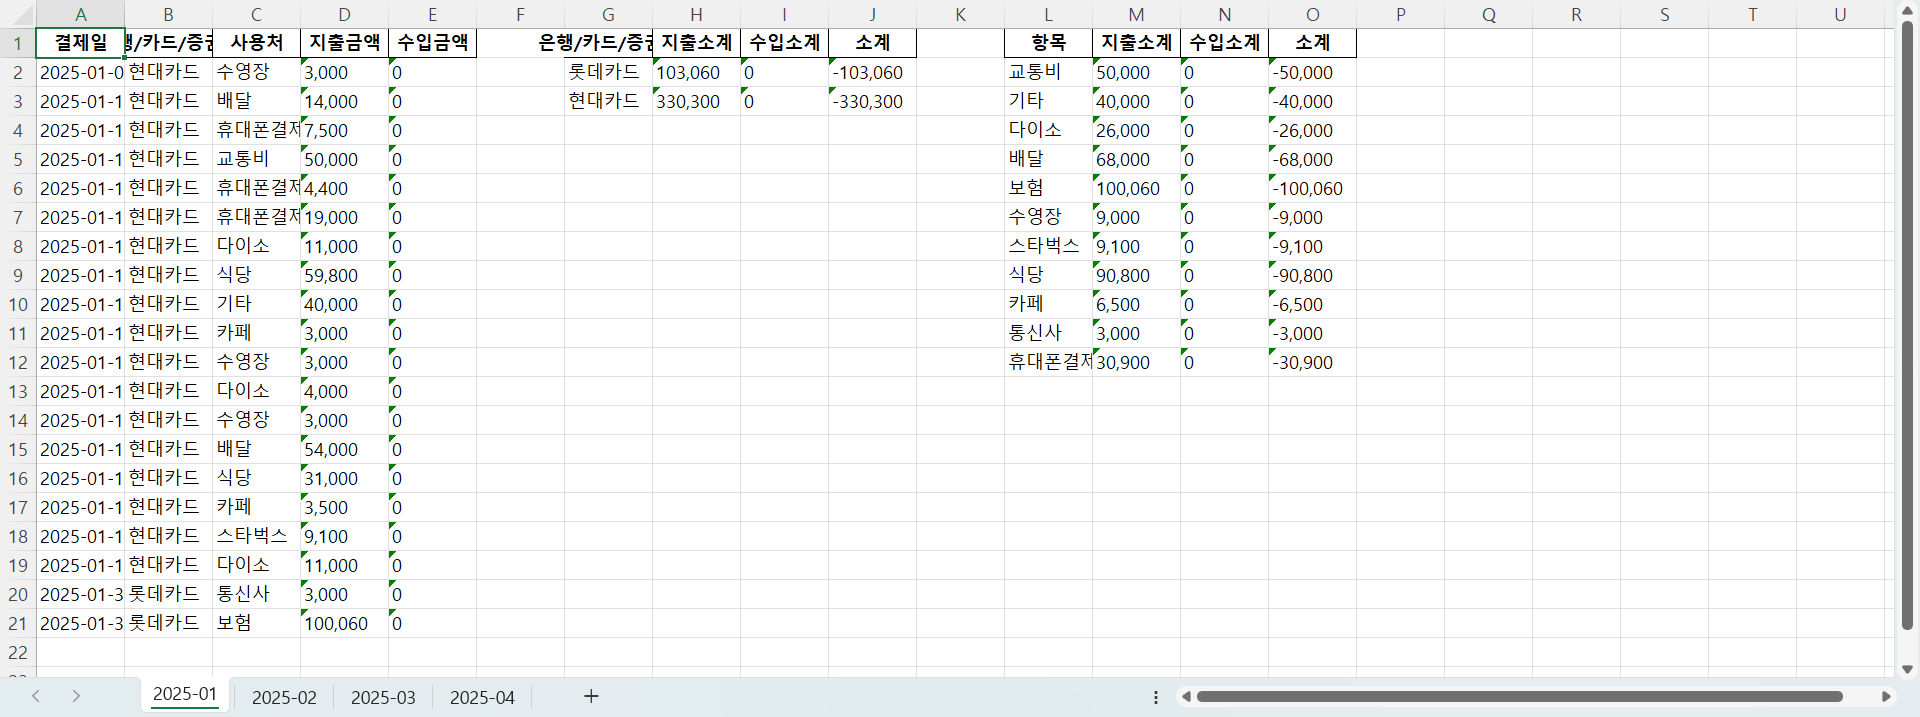 A B C D E F G H I J K L M N O P Q R S T U
1 결제일 행/카드/증권 사용처 지출금액 수입금액 은행/카드/증권 지출소계 수입소계 소계 항목 지출소계 수입소계 소계
2 2025-01-0 현대카드 수영장 3,000 0 롯데카드 103,060 0 -103,060 교통비 50,000 0 -50,000
3 2025-01-1 현대카드 배달 14,000 0 현대카드 330,300 0 -330,300 기타 40,000 0 -40,000
4 2025-01-1 현대카드 휴대폰결제 7,500 0 다이소 26,000 0 -26,000
5 2025-01-1 현대카드 교통비 50,000 0 배달 68,000 0 -68,000
6 2025-01-1 현대카드 휴대폰결제 4,400 0 보험 100,060 0 -100,060
7 2025-01-1 현대카드 휴대폰결제 19,000 0 수영장 9,000 0 -9,000
8 2025-01-1 현대카드 다이소 11,000 0 스타벅스 9,100 0 -9,100
9 2025-01-1 현대카드 식당 59,800 0 식당 90,800 0 -90,800
10 2025-01-1 현대카드 기타 40,000 0 카페 6,500 0 -6,500
11 2025-01-1 현대카드 카페 3,000 0 통신사 3,000 0 -3,000
12 2025-01-1 현대카드 수영장 3,000 0 휴대폰결제 30,900 0 -30,900
13 2025-01-1 현대카드 다이소 4,000 0
14 2025-01-1 현대카드 수영장 3,000 0
15 2025-01-1 현대카드 배달 54,000 0
16 2025-01-1 현대카드 식당 31,000 0
17 2025-01-1 현대카드 카페 3,500 0
18 2025-01-1 현대카드 스타벅스 9,100 0
19 2025-01-1 현대카드 다이소 11,000 0
20 2025-01-3 롯데카드 통신사 3,000 0
21 2025-01-3 롯데카드 보험 100,060 0
22
2025-01 2025-02 2025-03 2025-04 +